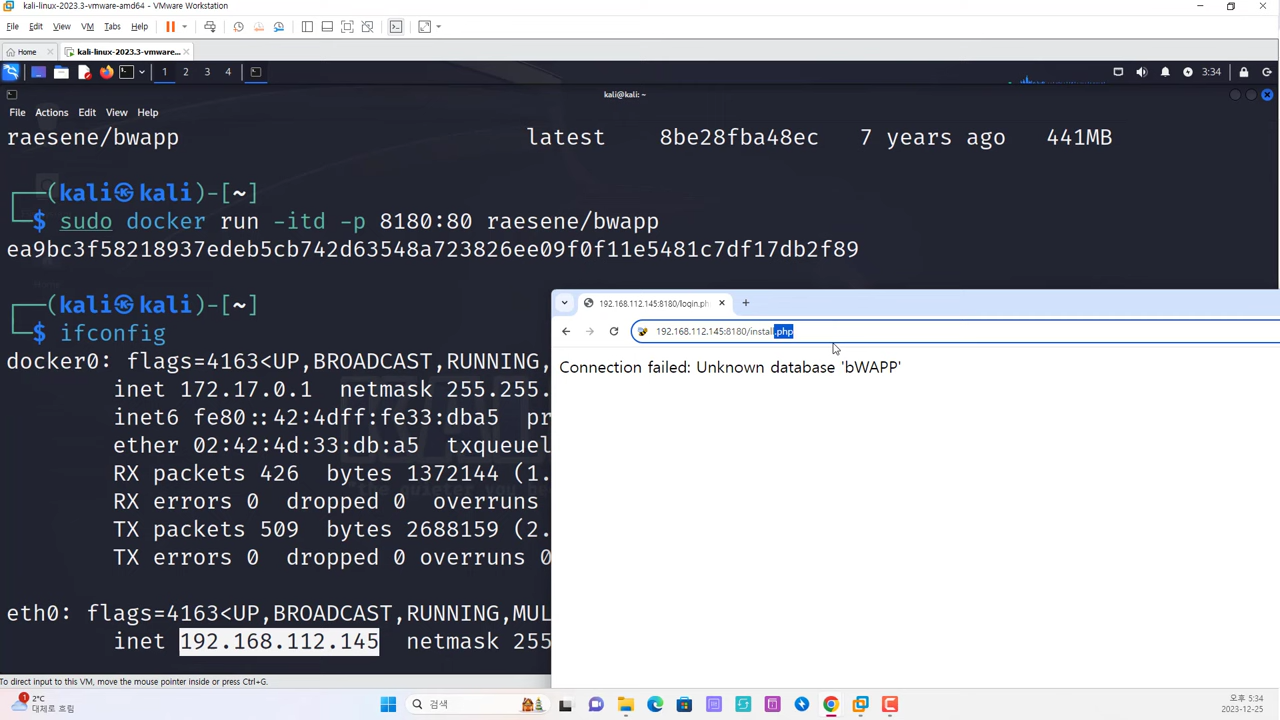 kali-linux-2023.3-vmware-amd64 - VMware Workstation
File Edit View VM Tabs Help
Home kali-linux-2023.3-vmware...
1 2 3 4 3:34
kali@kali: ~
File Actions Edit View Help
raesene/bwapp latest 8be28fba48ec 7 years ago 441MB
┌──(kali㉿kali)-[~]
└─$ sudo docker run -itd -p 8180:80 raesene/bwapp
ea9bc3f58218937edeb5cb742d63548a723826ee09f0f11e5481c7df17db2f89
┌──(kali㉿kali)-[~]
└─$ ifconfig
docker0: flags=4163<UP,BROADCAST,RUNNING,
inet 172.17.0.1 netmask 255.255.
inet6 fe80::42:4dff:fe33:dba5 pr
ether 02:42:4d:33:db:a5 txqueuel
RX packets 426 bytes 1372144 (1.
RX errors 0 dropped 0 overruns
TX packets 509 bytes 2688159 (2.
TX errors 0 dropped 0 overruns 0
eth0: flags=4163<UP,BROADCAST,RUNNING,MUL
inet 192.168.112.145 netmask 255
192.168.112.145:8180/login.ph
192.168.112.145:8180/install.php
Connection failed: Unknown database 'bWAPP'
To direct input to this VM, move the mouse pointer inside or press Ctrl+G.
1
2°C
대체로 흐림
검색
오 5:34
2023-12-25